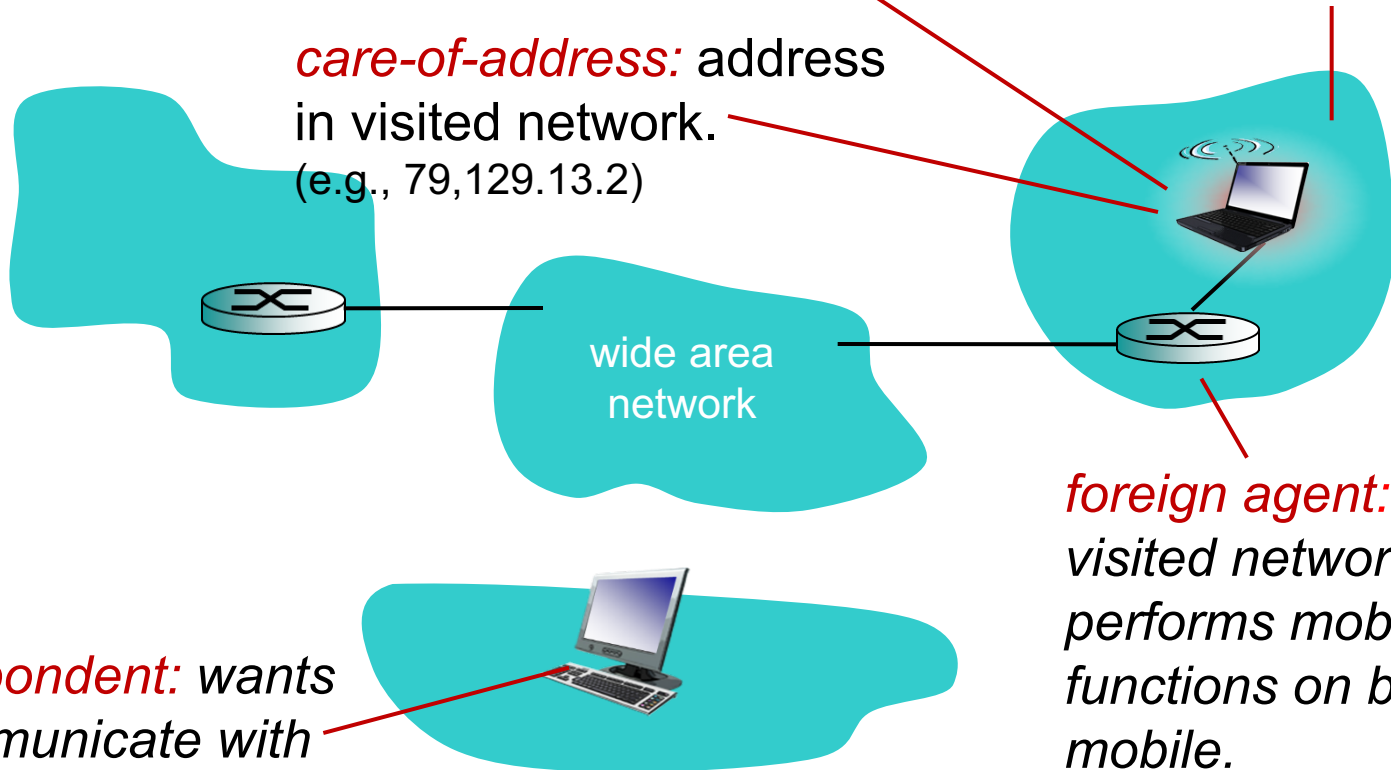 care-of-address: address
in visited network.
(e.g., 79,129.13.2)
wide area
network
foreign agent:
visited networ
performs mob
functions on b
mobile.
pondent: wants
municate with